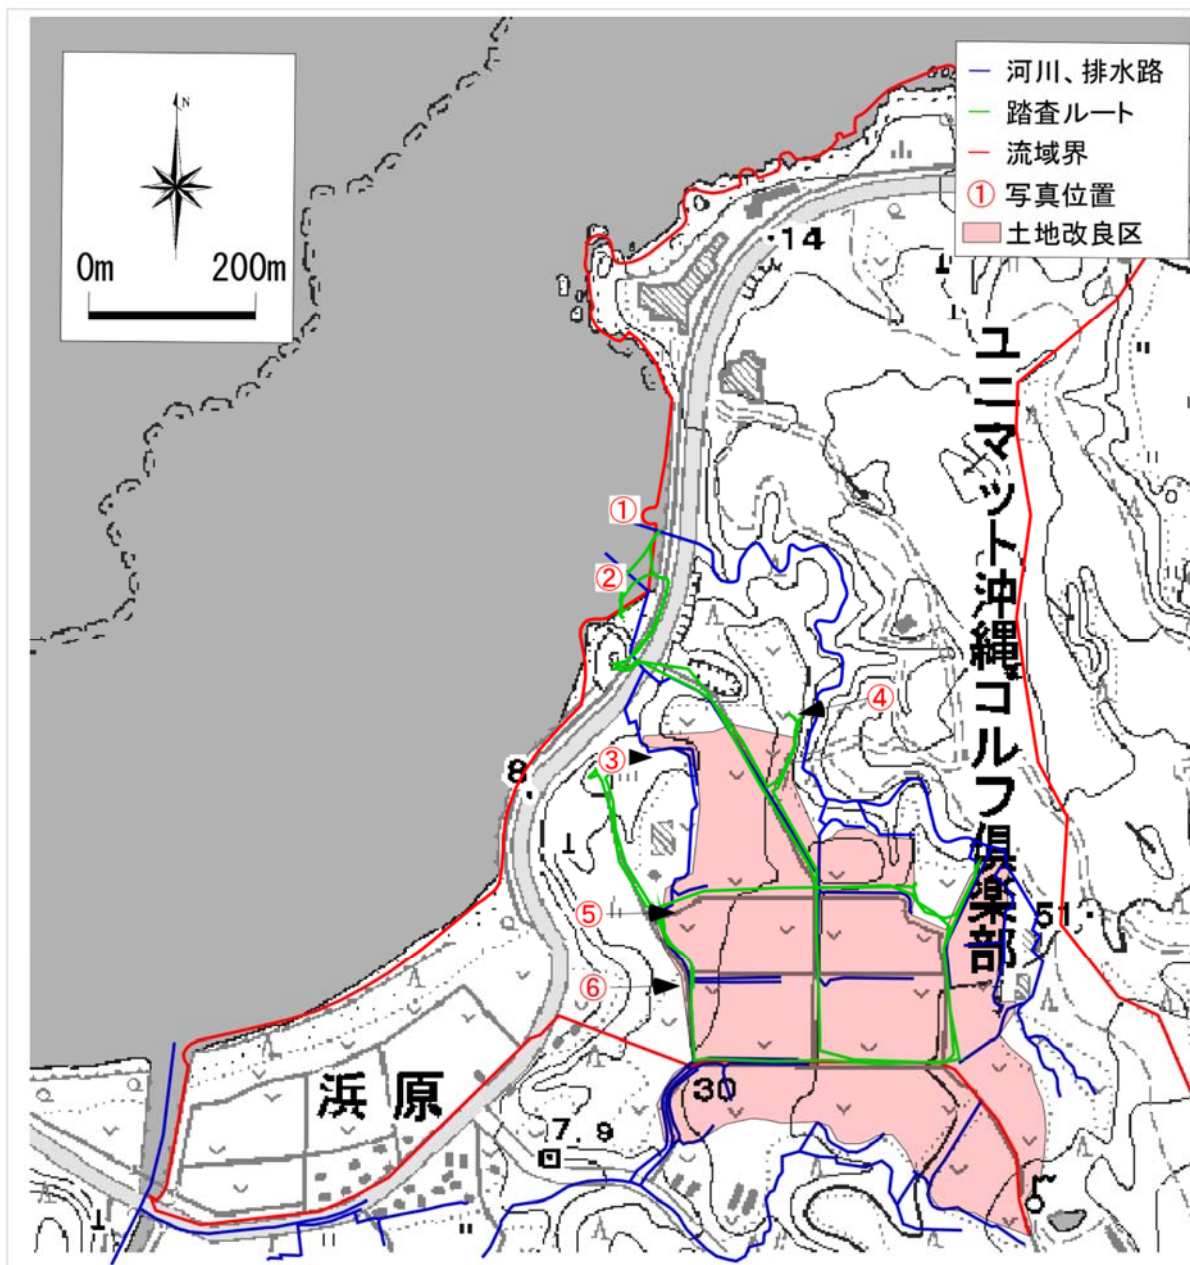 N
0m 200m
河川、排水路
踏査ルート
流域界
① 写真位置
土地改良区
14
ユニマット沖縄ゴルフ倶楽部
①
②
④
③
8
51
⑤
⑥
30
浜原
7.9